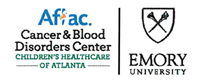 Aflac.
Cancer & Blood
Disorders Center
CHILDREN'S HEALTHCARE
OF ATLANTA
EMORY
UNIVERSITY